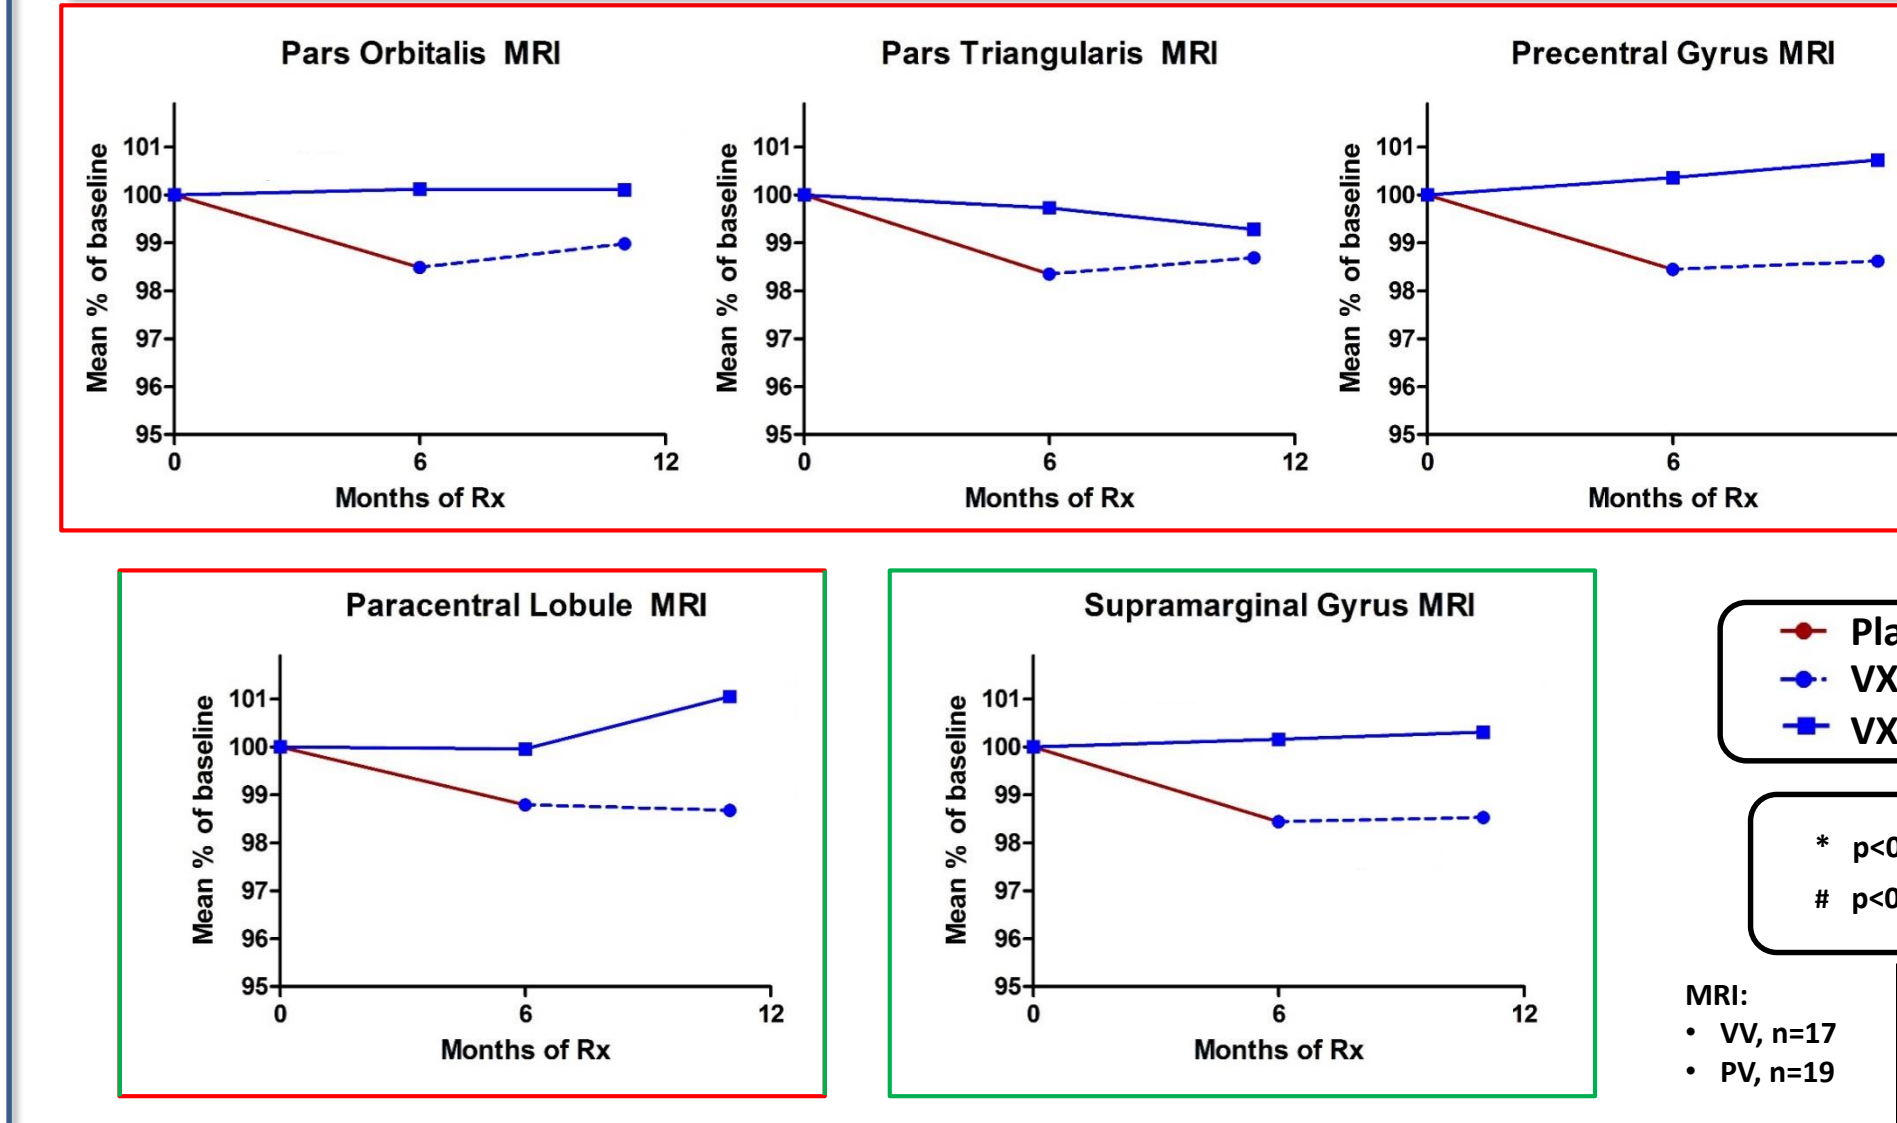 Pars Orbitalis MRI
Pars Triangularis MRI
Precentral Gyrus MRI
Mean % of baseline
101
100
99
98
97
96
95
0
6
12
Months of Rx
Mean % of baseline
101
100
99
98
97
96
95
0
6
12
Months of Rx
Mean % of baseline
101
100
99
98
97
96
95
0
6
Months of Rx
Paracentral Lobule MRI
Mean % of baseline
101
100
99
98
97
96
95
0
6
12
Months of Rx
Supramarginal Gyrus MRI
Mean % of baseline
101
100
99
98
97
96
95
0
6
12
Months of Rx
Pla
VX
VX
* p<0
# p<0
MRI:
• VV, n=17
• PV, n=19